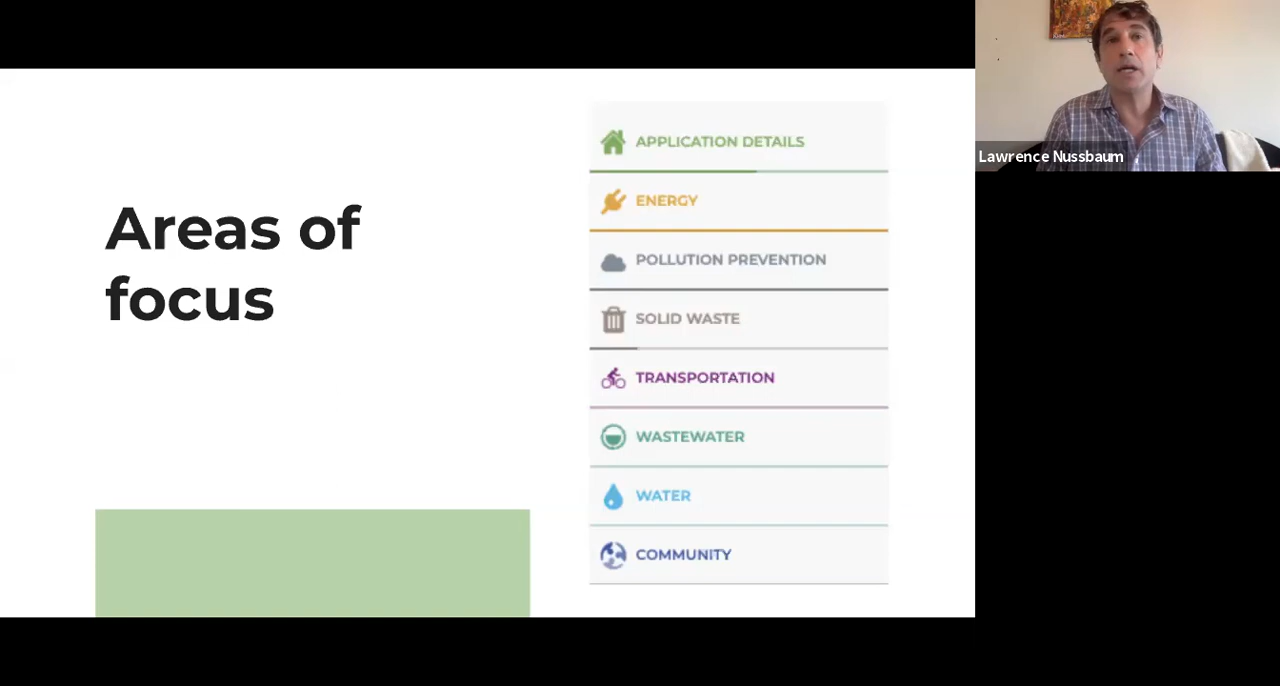 Areas of
focus
APPLICATION DETAILS
ENERGY
POLLUTION PREVENTION
SOLID WASTE
TRANSPORTATION
WASTEWATER
WATER
COMMUNITY
Lawrence Nussbaum